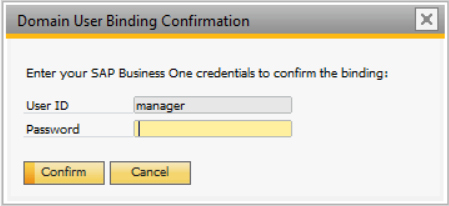 Domain User Binding Confirmation
Enter your SAP Business One credentials to confirm the binding:
User ID manager
Password
Confirm Cancel